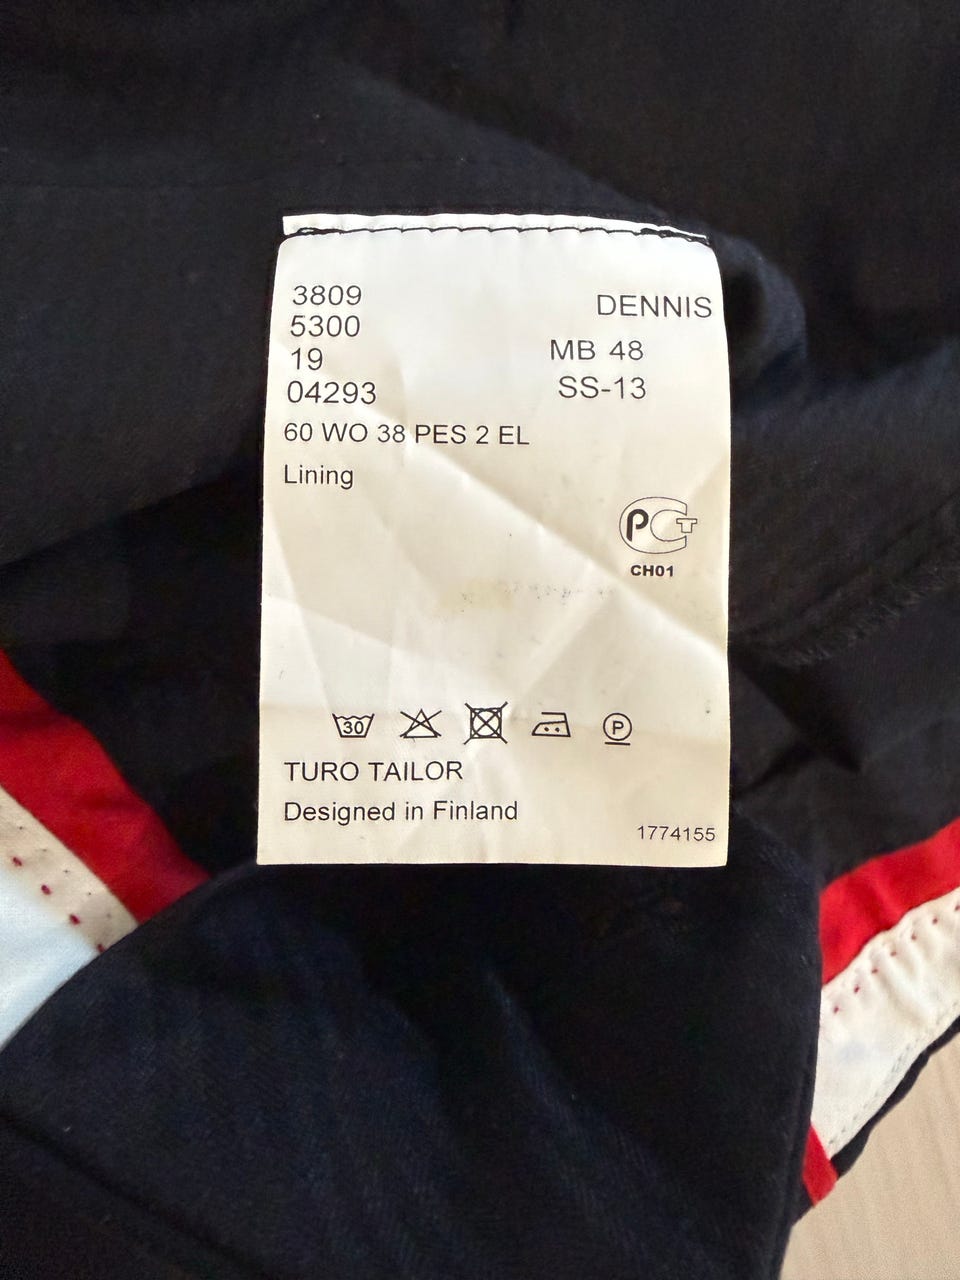 3809
DENNIS
5300
MB 48
19
SS-13
04293
60 WO 38 PES 2 EL
Lining
PCT
CH01
30
P
TURO TAILOR
Designed in Finland
1774155